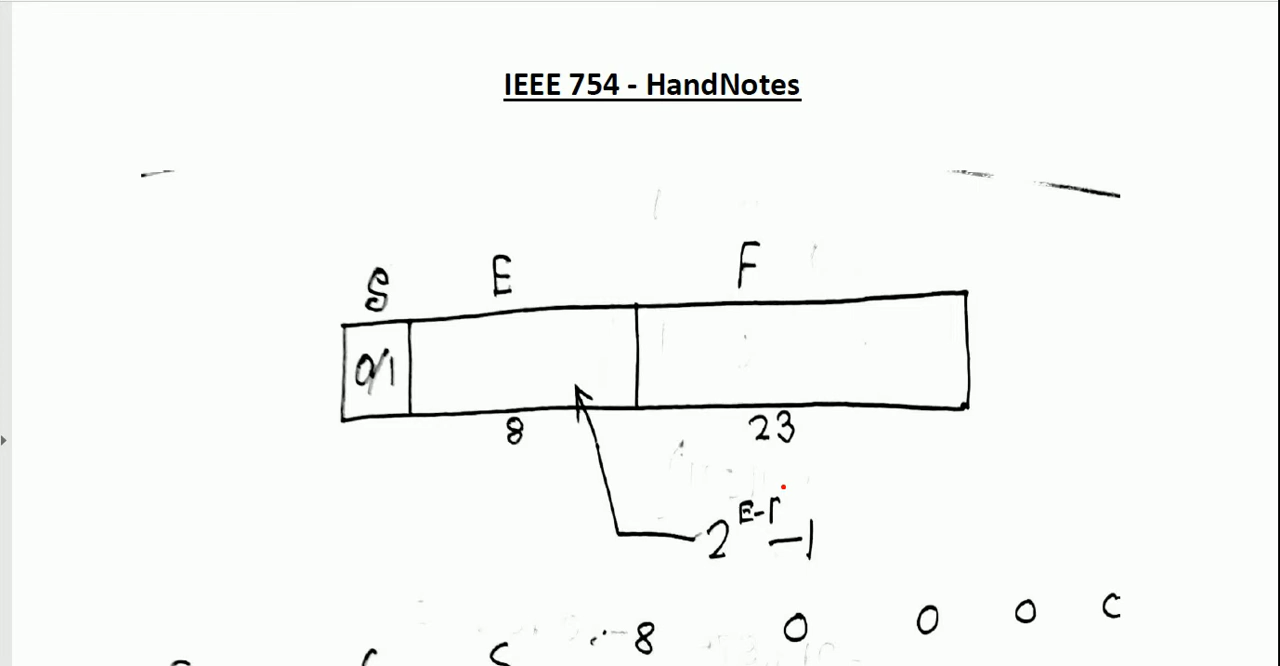 IEEE 754 - HandNotes
S E F
0/1
8 23
2^E-1 -1
8 0 0 0